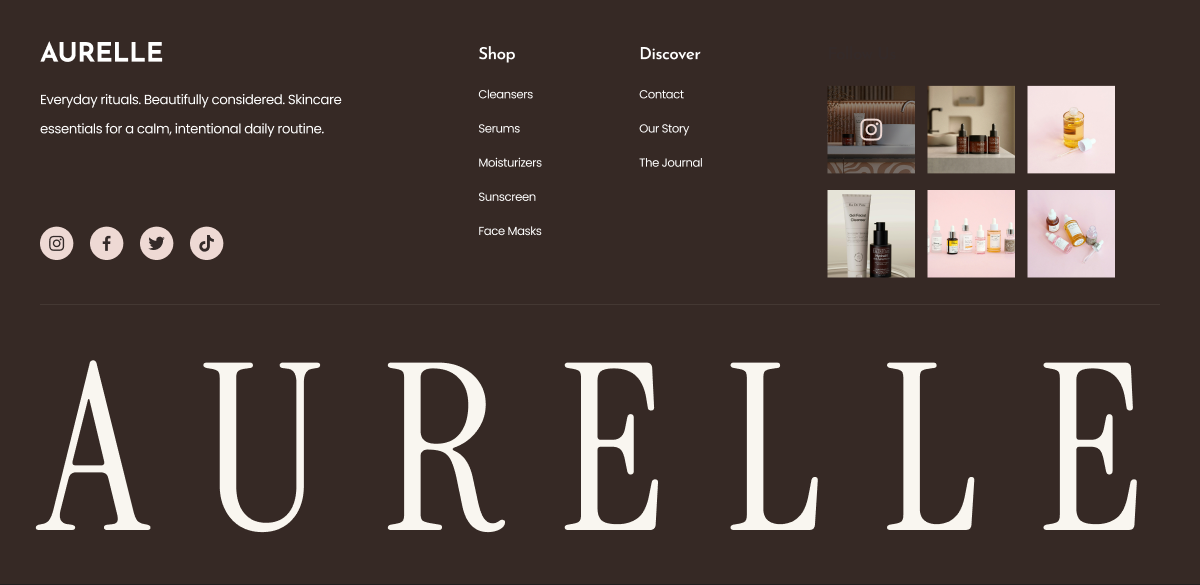 AURELLE
Everyday rituals. Beautifully considered. Skincare
essentials for a calm, intentional daily routine.
Shop
Cleansers
Serums
Moisturizers
Sunscreen
Face Masks
Discover
Contact
Our Story
The Journal
AURELLE